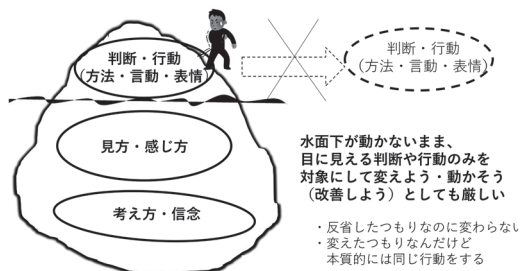 判断・行動
(方法・言動・表情)
判断・行動
(方法・言動・表情)
見方・感じ方
考え方・信念
水面下が動かないまま、
目に見える判断や行動のみを
対象にして変えよう・動かそう
（改善しよう）としても厳しい
・反省したつもりなのに変わらない
・変えたつもりなんだけど
本質的には同じ行動をする